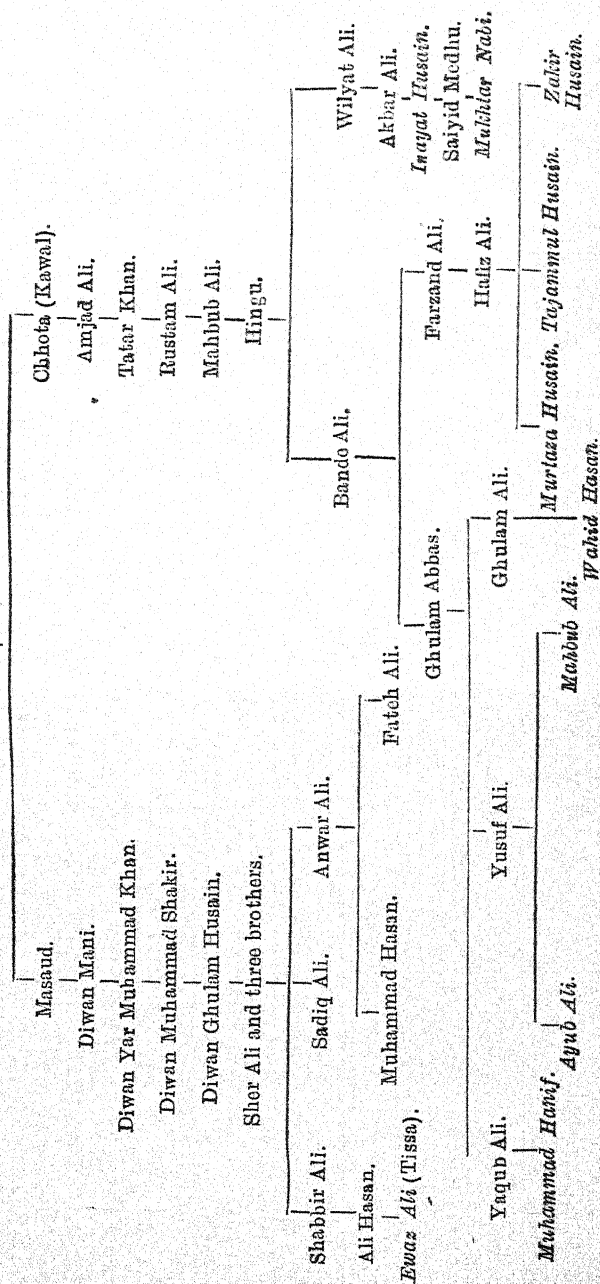 Masaud. Chhota (Kawal).
Diwan Mani. Amjad Ali.
Diwan Yar Muhammad Khan. Tatar Khan.
Diwan Muhammad Shakir. Rustam Ali.
Diwan Ghulam Husain. Mahbub Ali.
Sher Ali and three brothers. Hingu.
Shabbir Ali. Sadiq Ali. Anwar Ali. Bande Ali. Wilyat Ali.
Ali Hasan. Muhammad Hasan. Fateh Ali. Akbar Ali.
Ewaz Ali (Tissa). Ghulam Abbas. Farzand Ali. Inayat Husain.
Saiyid Medhu.
Yaqub Ali. Yusuf Ali. Ghulam Ali. Hafiz Ali. Mukhtar Nabi.
Muhammad Hanif. Murtaza Husain. Tajammul Husain. Zakir
Ayub Ali. Mahbub Ali. Husain.
Wahid Hasan.